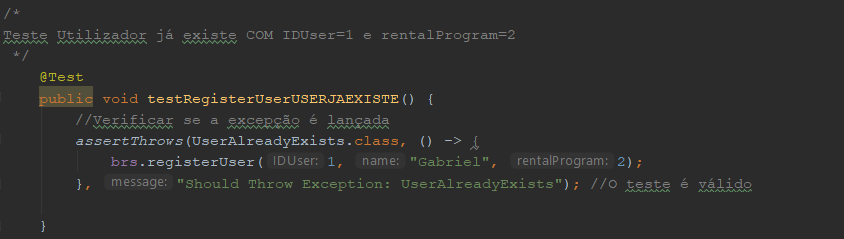 /*
Teste Utilizador já existe COM IDUser=1 e rentalProgram=2
*/
@Test
public void testRegisterUserUSERJAEXISTE() {
//Verificar se a excepção é lançada
assertThrows(UserAlreadyExists.class, () -> {
brs.registerUser( IDUser: 1, name: "Gabriel", rentalProgram: 2);
}, message: "Should Throw Exception: UserAlreadyExists"); //O teste é válido
}